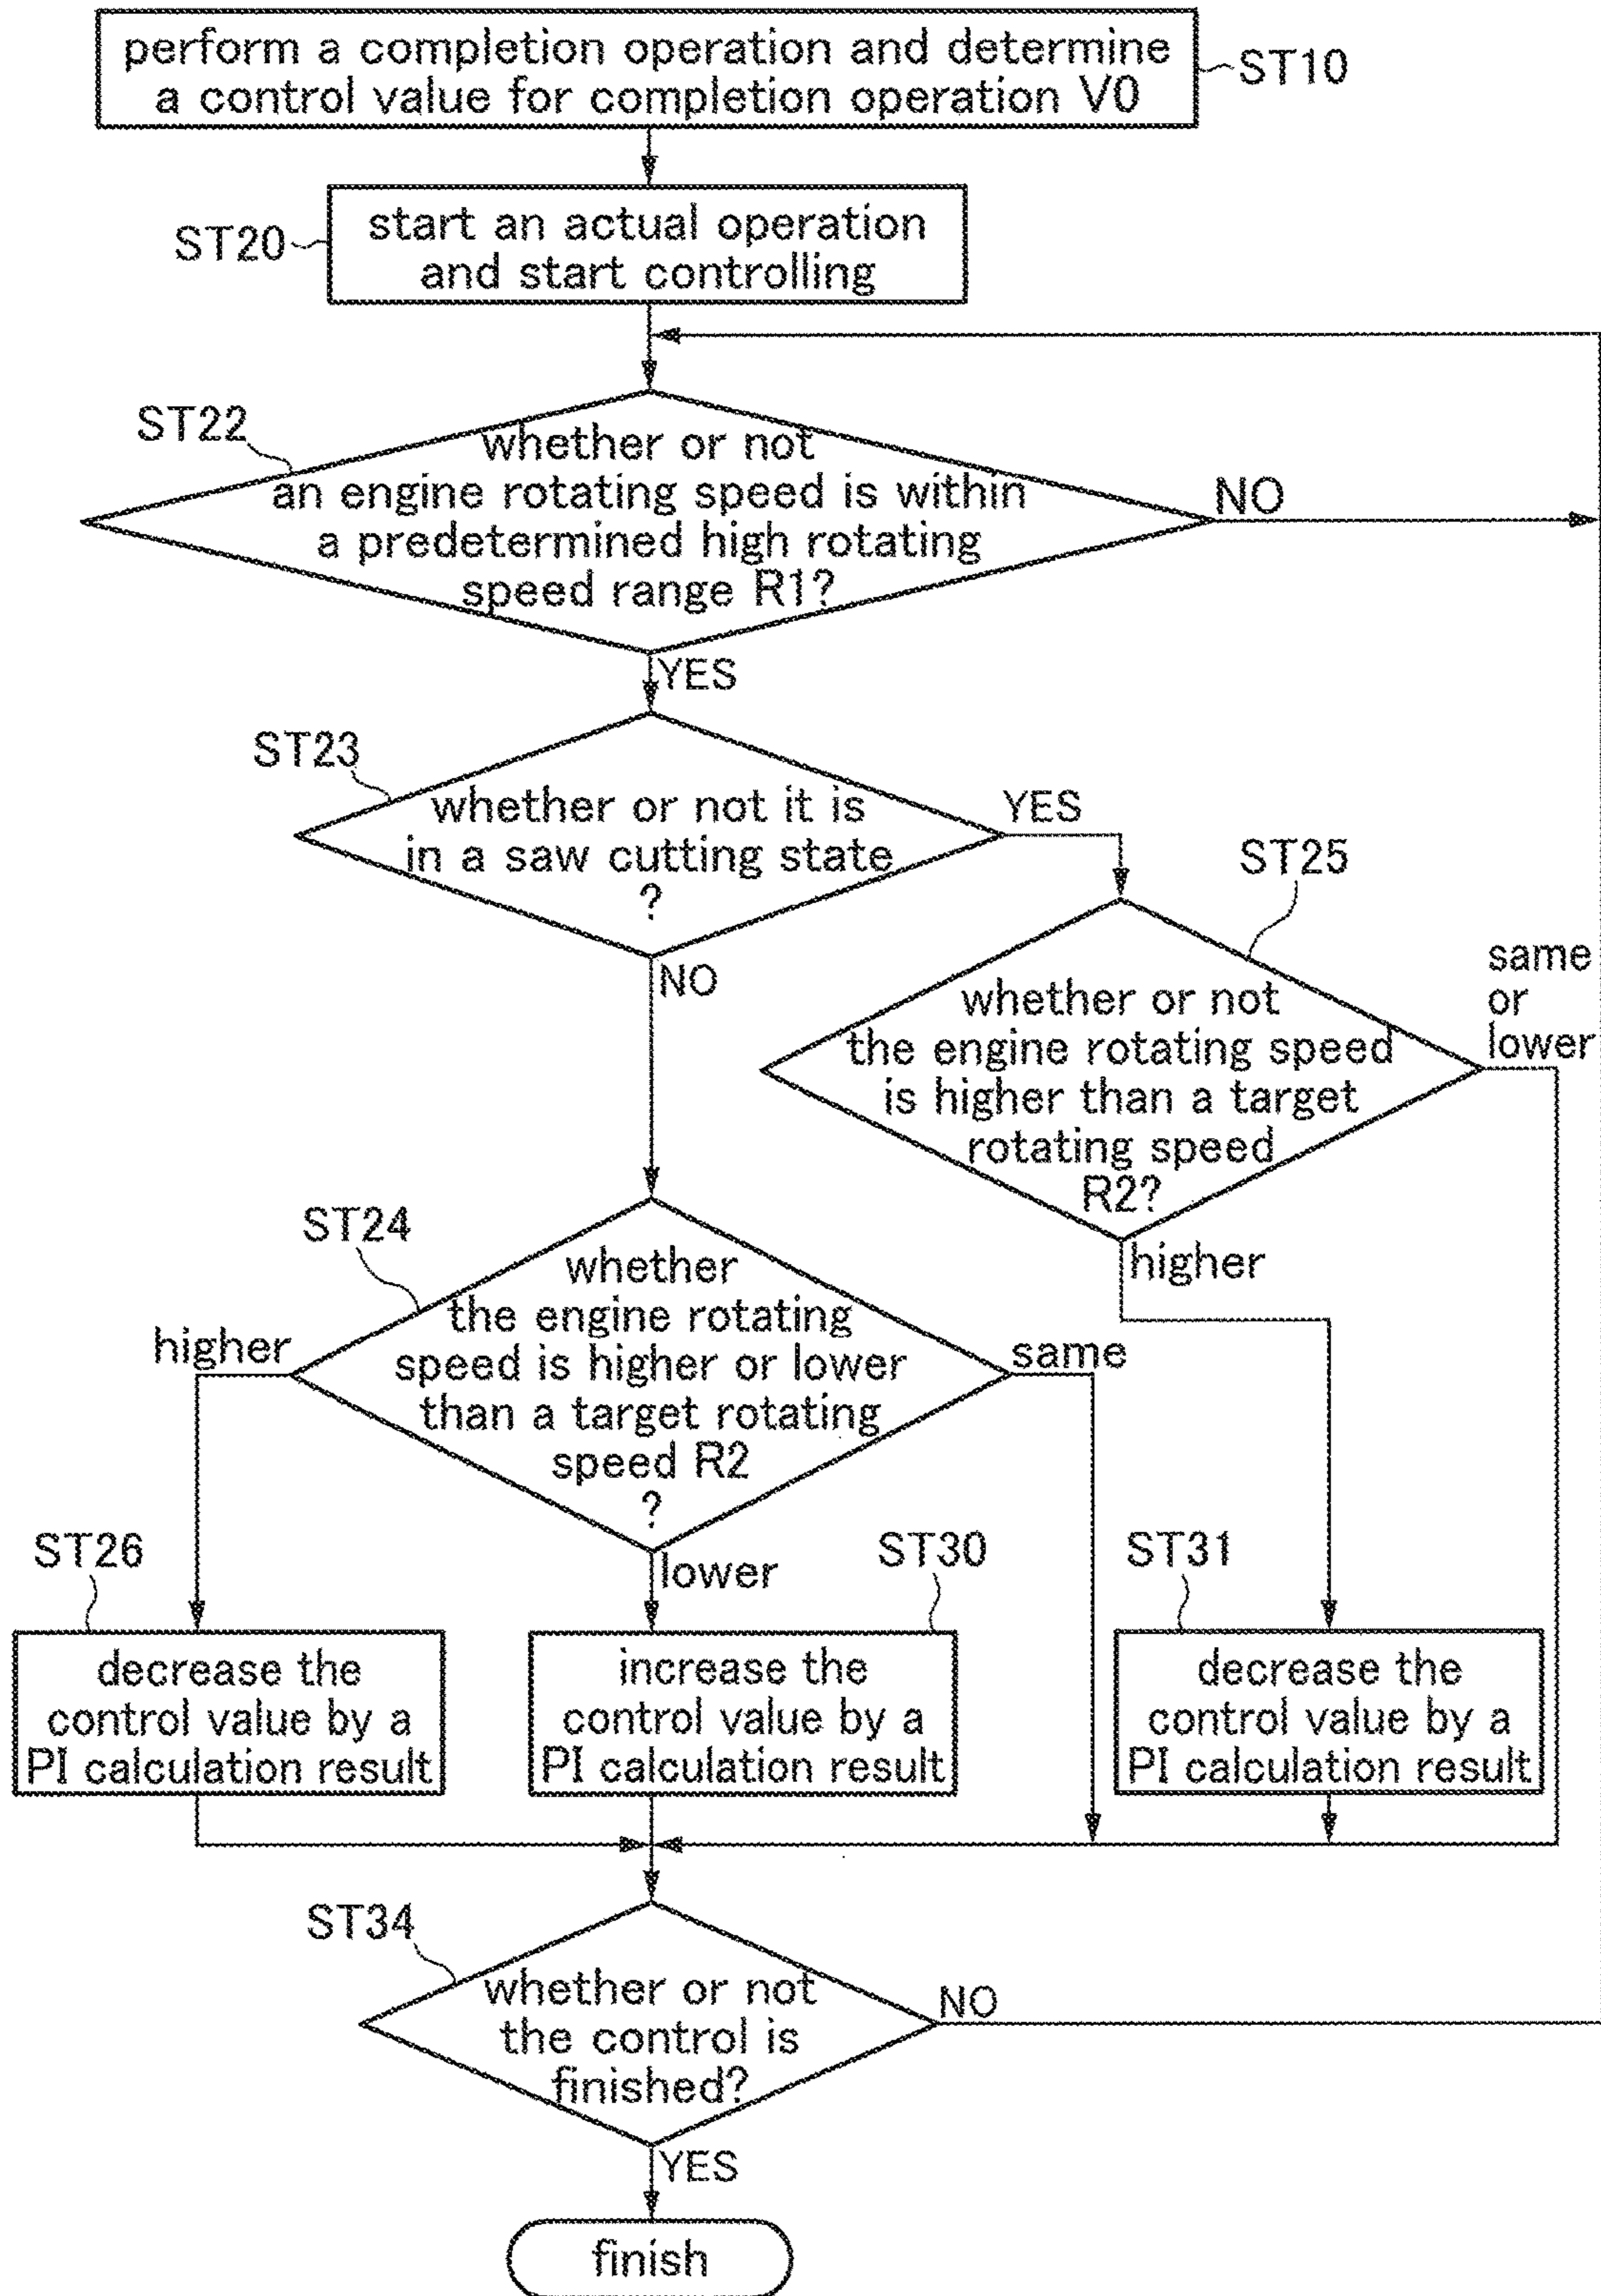 perform a completion operation and determine
a control value for completion operation V0
ST10
start an actual operation
and start controlling
ST20
ST22
whether or not
an engine rotating speed is within
a predetermined high rotating
speed range R1?
NO
YES
ST23
whether or not it is
in a saw cutting state
?
YES
NO
ST25
whether or not
the engine rotating speed
is higher than a target
rotating speed
R2?
same
or
lower
higher
ST24
whether
the engine rotating
speed is higher or lower
than a target rotating
speed R2
?
higher
same
lower
ST26
decrease the
control value by a
PI calculation result
ST30
increase the
control value by a
PI calculation result
ST31
decrease the
control value by a
PI calculation result
ST34
whether or not
the control is
finished?
NO
YES
finish